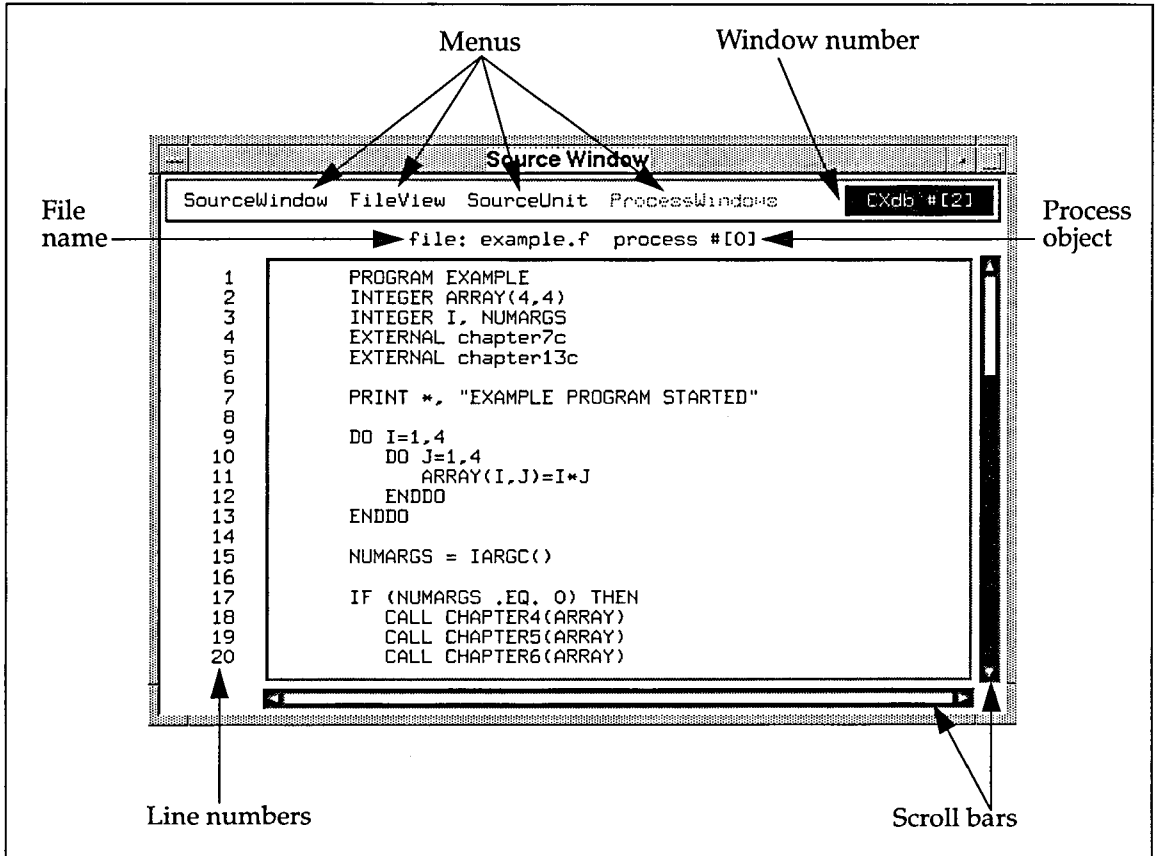 Menus
Window number
Source Window
SourceWindow FileView SourceUnit ProcessWindows CXdb #[2]
File name
file: example.f process #[0]
Process object
1 PROGRAM EXAMPLE
2 INTEGER ARRAY(4,4)
3 INTEGER I, NUMARGS
4 EXTERNAL chapter7c
5 EXTERNAL chapter13c
6
7 PRINT *, "EXAMPLE PROGRAM STARTED"
8
9 DO I=1,4
10 DO J=1,4
11 ARRAY(I,J)=I*J
12 ENDDO
13 ENDDO
14
15 NUMARGS = IARGC()
16
17 IF (NUMARGS .EQ. 0) THEN
18 CALL CHAPTER4(ARRAY)
19 CALL CHAPTER5(ARRAY)
20 CALL CHAPTER6(ARRAY)
Line numbers
Scroll bars